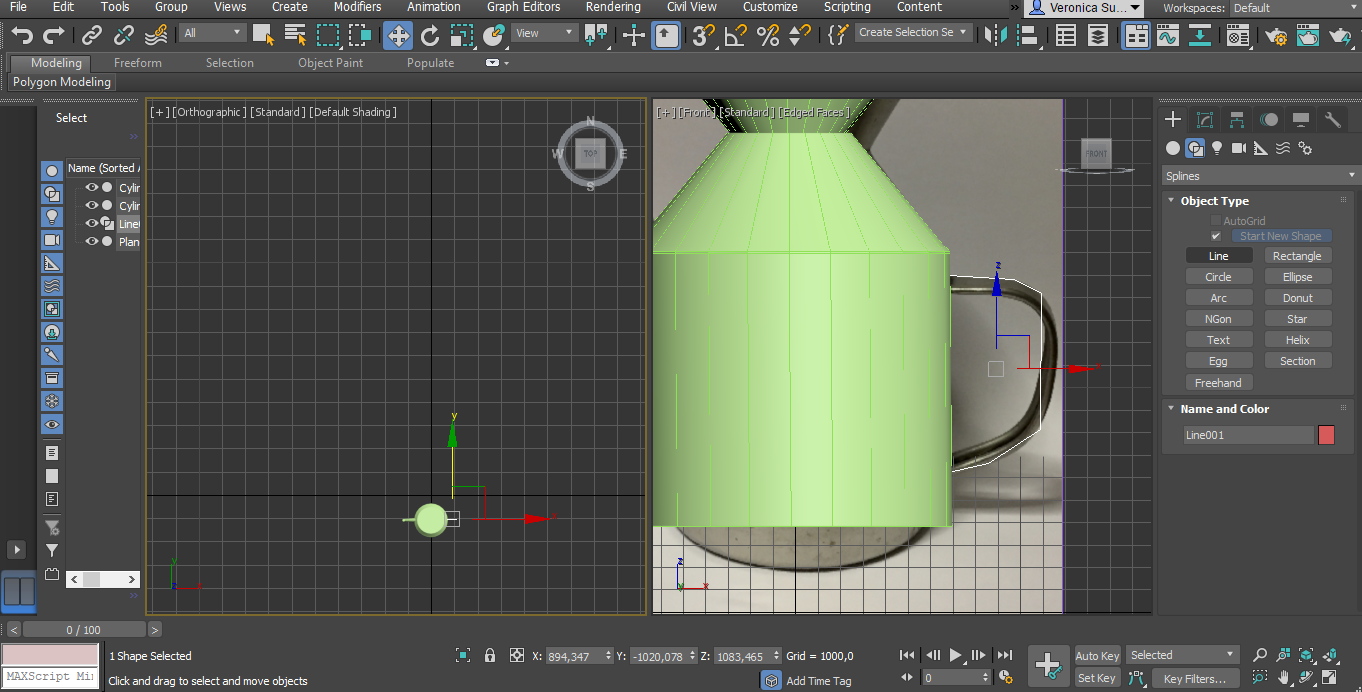 File Edit Tools Group Views Create Modifiers Animation Graph Editors Rendering Civil View Customize Scripting Content » Veronica Su... Workspaces: Default
All View 3 Create Selection Se
Modeling Freeform Selection Object Paint Populate
Polygon Modeling
Select
Name (Sorted A
Cylin
Cylin
Line
Plan
[+] [Orthographic] [Standard] [Default Shading]
N
W TOP E
S
y
x
y
z x
[+] [Front] [Standard] [Edged Faces]
FRONT
z
x
z
y x
Splines
Object Type
AutoGrid
Start New Shape
Line Rectangle
Circle Ellipse
Arc Donut
NGon Star
Text Helix
Egg Section
Freehand
Name and Color
Line001
< 0 / 100 >
MAXScript Mi
1 Shape Selected
Click and drag to select and move objects
X: 894,347 Y: -1020,078 Z: 1083,465 Grid = 1000,0
Add Time Tag
0
Auto Key Selected
Set Key Key Filters...